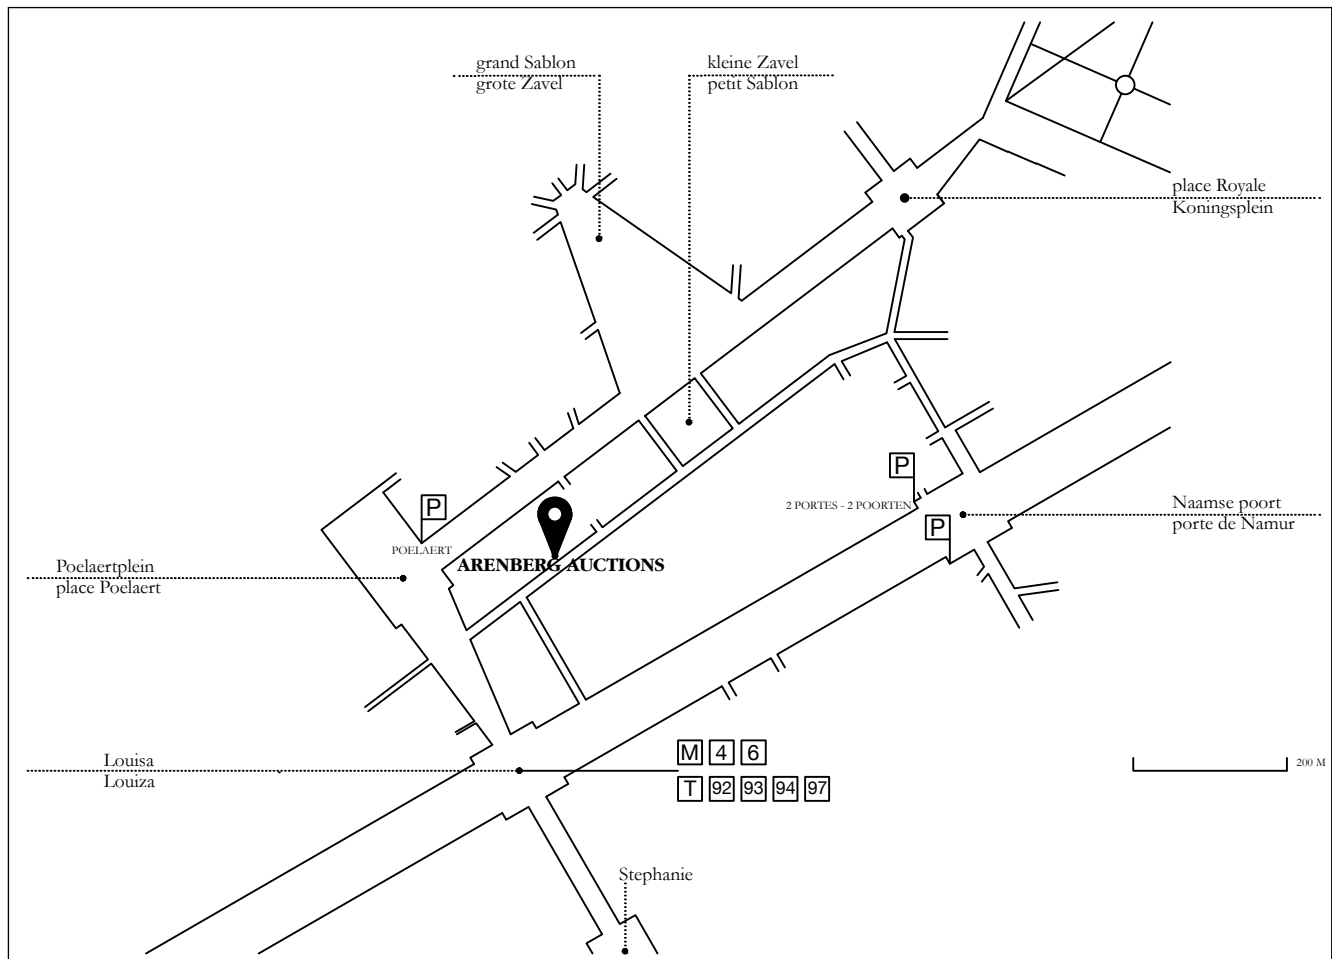 grand Sablon
grote Zavel
kleine Zavel
petit Sablon
place Royale
Koningsplein
P
P
POELAERT
2 PORTES - 2 POORTEN
P
Naamse poort
porte de Namur
ARENBERG AUCTIONS
Poelaertplein
place Poelaert
Louisa
Louiza
M 4 6
T 92 93 94 97
200 M
Stephanie